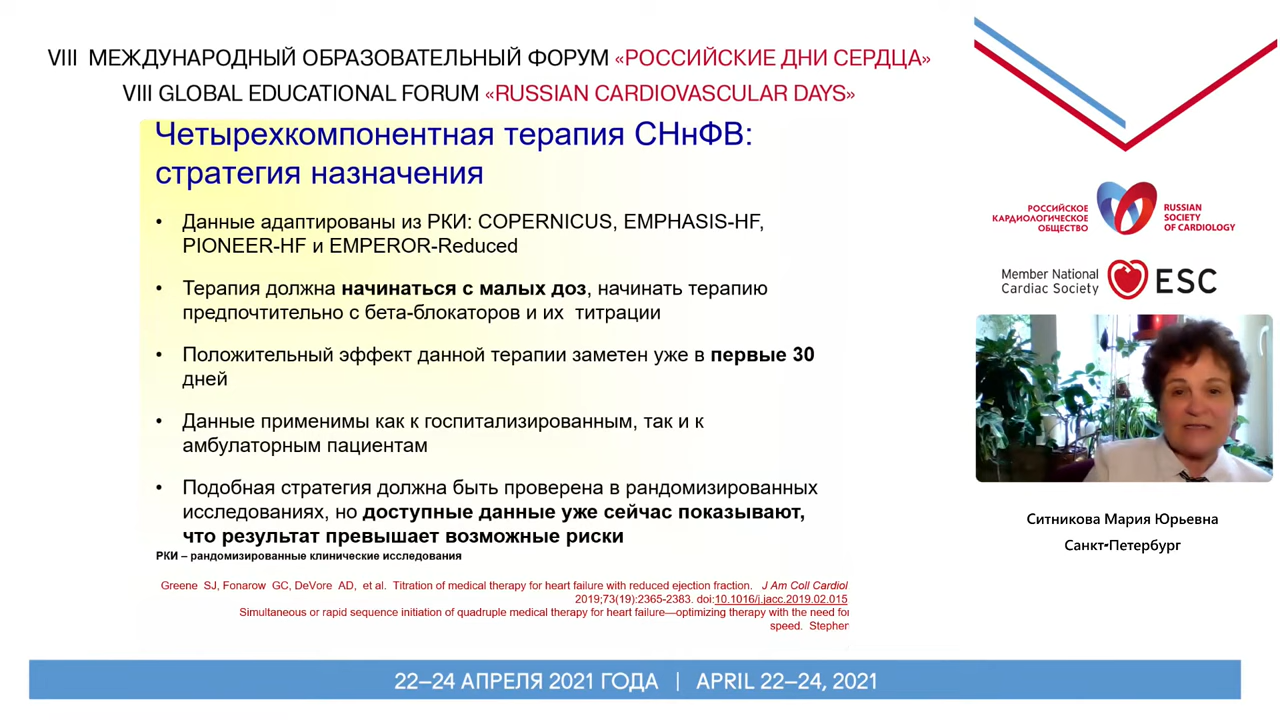 VIII МЕЖДУНАРОДНЫЙ ОБРАЗОВАТЕЛЬНЫЙ ФОРУМ «РОССИЙСКИЕ ДНИ СЕРДЦА»
VIII GLOBAL EDUCATIONAL FORUM «RUSSIAN CARDIOVASCULAR DAYS»
Четырехкомпонентная терапия СНнФВ:
стратегия назначения
• Данные адаптированы из РКИ: COPERNICUS, EMPHASIS-HF,
PIONEER-HF и EMPEROR-Reduced
• Терапия должна начинаться с малых доз, начинать терапию
предпочтительно с бета-блокаторов и их титрации
• Положительный эффект данной терапии заметен уже в первые 30
дней
• Данные применимы как к госпитализированным, так и к
амбулаторным пациентам
• Подобная стратегия должна быть проверена в рандомизированных
исследованиях, но доступные данные уже сейчас показывают,
что результат превышает возможные риски
РКИ – рандомизированные клинические исследования
Greene SJ, Fonarow GC, DeVore AD, et al. Titration of medical therapy for heart failure with reduced ejection fraction. J Am Coll Cardiol
2019;73(19):2365-2383. doi:10.1016/j.jacc.2019.02.015
Simultaneous or rapid sequence initiation of quadruple medical therapy for heart failure—optimizing therapy with the need for
speed. Stephen
РОССИЙСКОЕ
КАРДИОЛОГИЧЕСКОЕ
ОБЩЕСТВО
RUSSIAN
SOCIETY
OF CARDIOLOGY
Member National
Cardiac Society
ESC
Ситникова Мария Юрьевна
Санкт-Петербург
22–24 АПРЕЛЯ 2021 ГОДА | APRIL 22–24, 2021